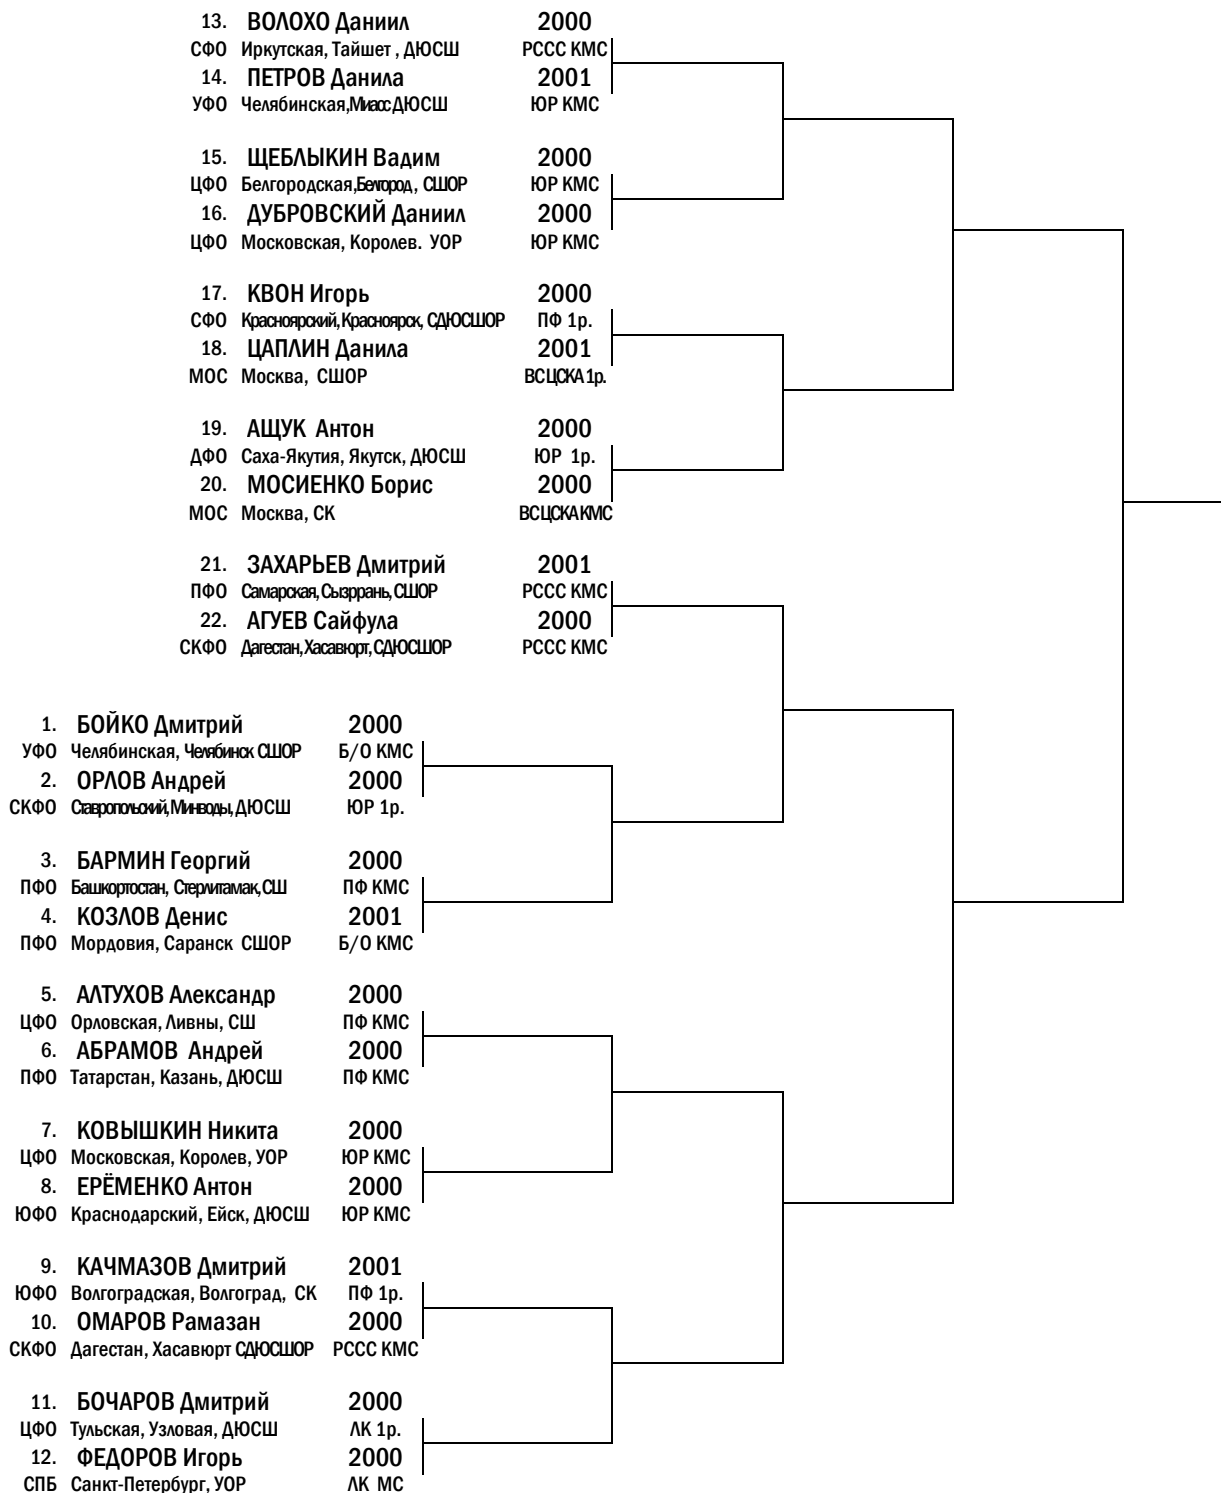 13. ВОЛОХО Даниил 2000
СФО Иркутская, Тайшет , ДЮСШ РССС КМС
14. ПЕТРОВ Данила 2001
УФО Челябинская,Миасс ДЮСШ ЮР КМС
15. ЩЕБЛЫКИН Вадим 2000
ЦФО Белгородская,Белгород, СШОР ЮР КМС
16. ДУБРОВСКИЙ Даниил 2000
ЦФО Московская, Королев. УОР ЮР КМС
17. КВОН Игорь 2000
СФО Красноярский, Красноярск, СДЮСШОР ПФ 1р.
18. ЦАПЛИН Данила 2001
МОС Москва, СШОР ВС ЦСКА 1р.
19. АЩУК Антон 2000
ДФО Саха-Якутия, Якутск, ДЮСШ ЮР 1р.
20. МОСИЕНКО Борис 2000
МОС Москва, СК ВС ЦСКА КМС
21. ЗАХАРЬЕВ Дмитрий 2001
ПФО Самарская, Сызррань, СШОР РССС КМС
22. АГУЕВ Сайфула 2000
СКФО Дагестан, Хасавюрт, СДЮСШОР РССС КМС
1. БОЙКО Дмитрий 2000
УФО Челябинская, Челябинск СШОР Б/О КМС
2. ОРЛОВ Андрей 2000
СКФО Ставропольский, Минводы, ДЮСШ ЮР 1р.
3. БАРМИН Георгий 2000
ПФО Башкортостан, Стерлитамак, СШ ПФ КМС
4. КОЗЛОВ Денис 2001
ПФО Мордовия, Саранск СШОР Б/О КМС
5. АЛТУХОВ Александр 2000
ЦФО Орловская, Ливны, СШ ПФ КМС
6. АБРАМОВ Андрей 2000
ПФО Татарстан, Казань, ДЮСШ ПФ КМС
7. КОВЫШКИН Никита 2000
ЦФО Московская, Королев, УОР ЮР КМС
8. ЕРЁМЕНКО Антон 2000
ЮФО Краснодарский, Ейск, ДЮСШ ЮР КМС
9. КАЧМАЗОВ Дмитрий 2001
ЮФО Волгоградская, Волгоград, СК ПФ 1р.
10. ОМАРОВ Рамазан 2000
СКФО Дагестан, Хасавюрт СДЮСШОР РССС КМС
11. БОЧАРОВ Дмитрий 2000
ЦФО Тульская, Узловая, ДЮСШ ЛК 1р.
12. ФЕДОРОВ Игорь 2000
СПБ Санкт-Петербург, УОР ЛК МС